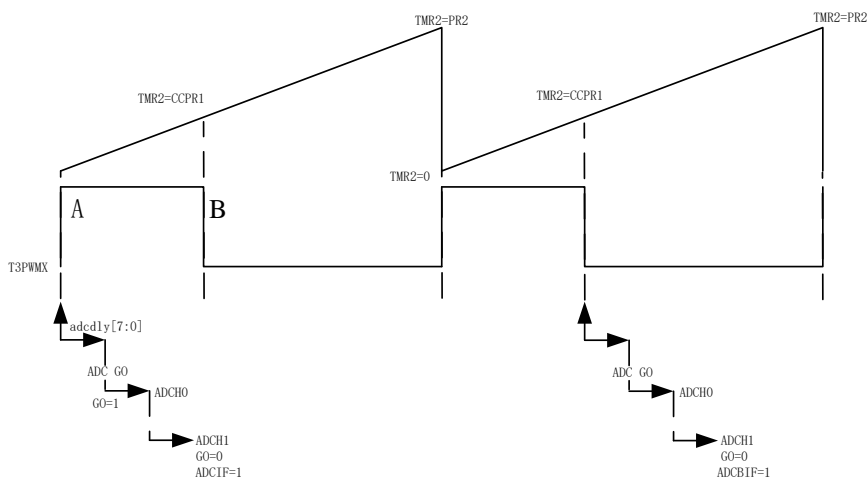 TMR2=PR2
TMR2=PR2
TMR2=CCPR1
TMR2=CCPR1
TMR2=0
A
B
T3PWMX
adcdly[7:0]
ADC GO
GO=1
ADCH0
ADCH1
GO=0
ADCIF=1
ADC GO
ADCH0
ADCH1
GO=0
ADCBIF=1